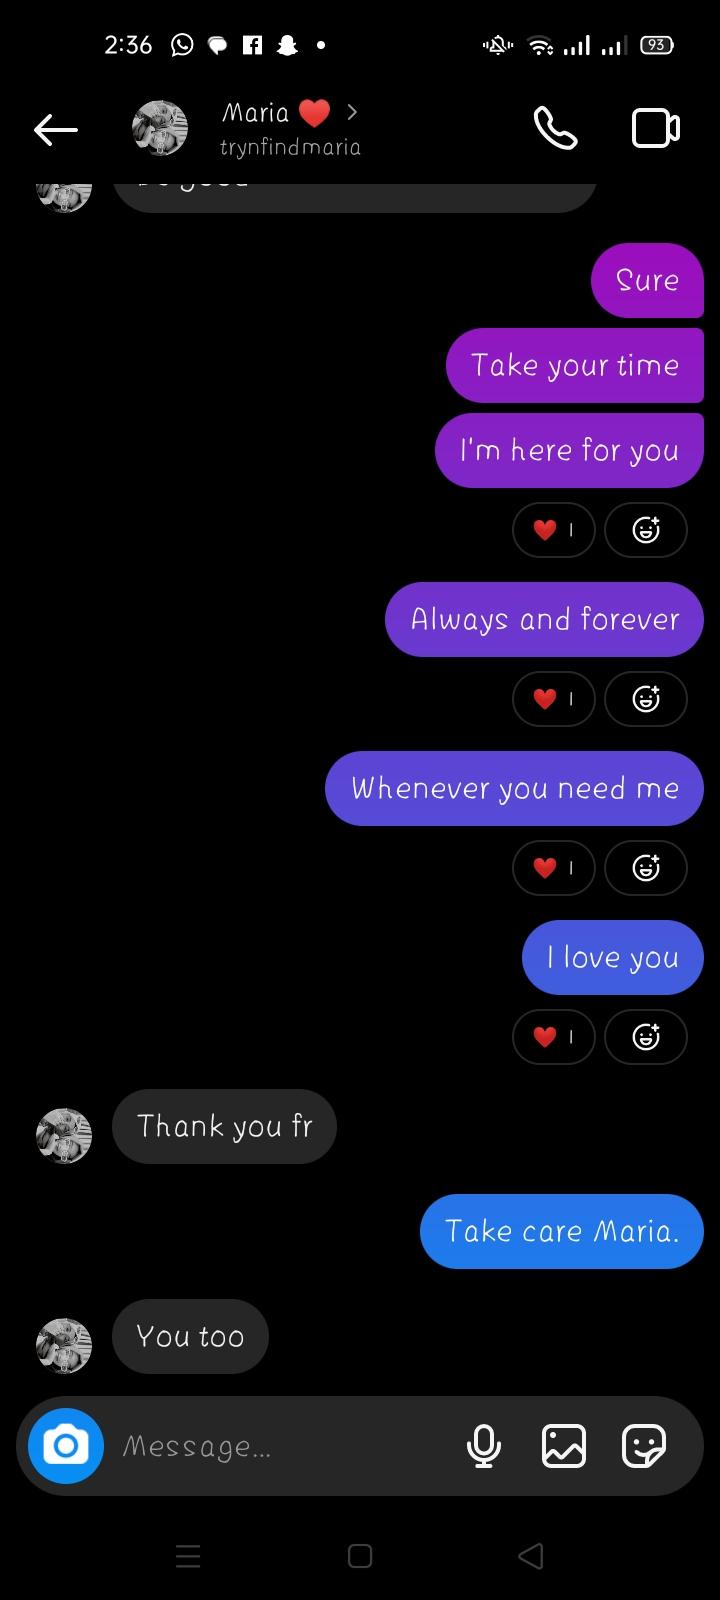 2:36
93
Maria ❤️ >
trynfindmaria
Sure
Take your time
I'm here for you
❤️ 1
Always and forever
❤️ 1
Whenever you need me
❤️ 1
I love you
❤️ 1
Thank you fr
Take care Maria.
You too
Message...